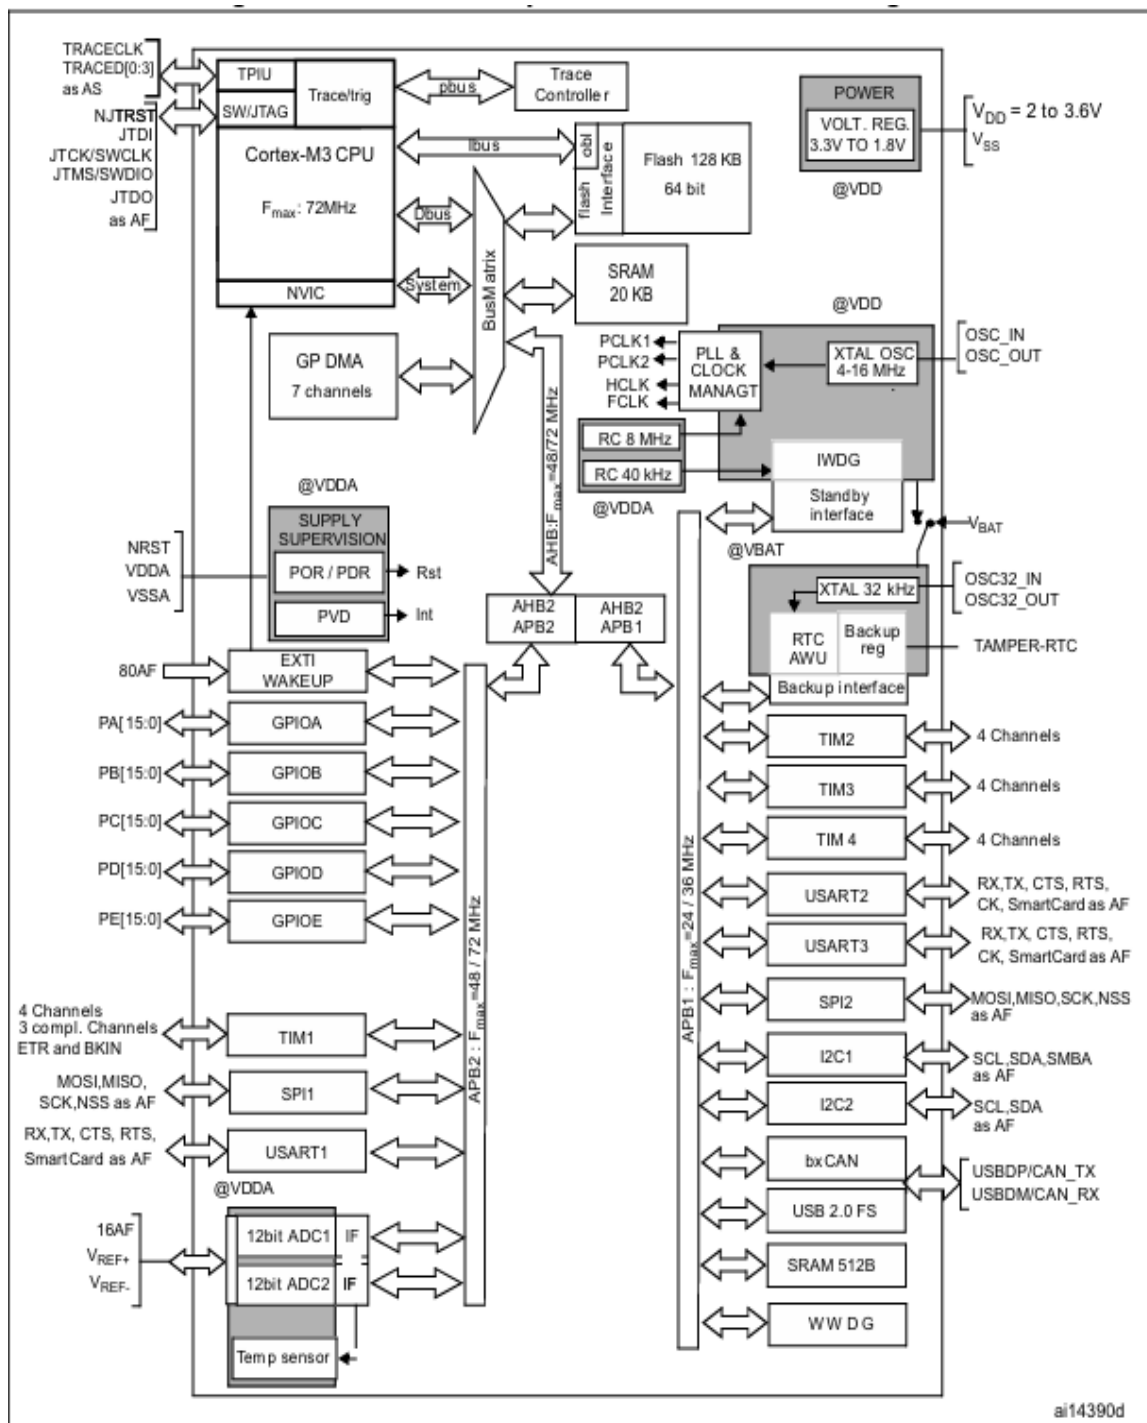 TRACECLK
TRACED[0:3]
as AS
NJTRST
JTDI
JTCK/SWCLK
JTMS/SWDIO
JTDO
as AF
TPIU
SW/JTAG
Trace/trig
Cortex-M3 CPU
Fmax: 72MHz
NVIC
pbus
Ibus
Dbus
System
Trace
Controller
obl
flash
Interface
Flash 128 KB
64 bit
POWER
VOLT. REG.
3.3V TO 1.8V
@VDD
VDD = 2 to 3.6V
VSS
BusMatrix
SRAM
20 KB
GP DMA
7 channels
AHB:Fmax=48/72 MHz
@VDD
PCLK1
PCLK2
HCLK
FCLK
PLL &
CLOCK
MANAGT
XTAL OSC
4-16 MHz
OSC_IN
OSC_OUT
RC 8 MHz
RC 40 kHz
@VDDA
IWDG
Standby
interface
VBAT
@VBAT
@VDDA
SUPPLY
SUPERVISION
POR / PDR
PVD
Rst
Int
NRST
VDDA
VSSA
AHB2
APB2
AHB2
APB1
XTAL 32 kHz
OSC32_IN
OSC32_OUT
RTC
AWU
Backup
reg
TAMPER-RTC
Backup interface
80AF
EXTI
WAKEUP
PA[15:0]
GPIOA
PB[15:0]
GPIOB
PC[15:0]
GPIOC
PD[15:0]
GPIOD
PE[15:0]
GPIOE
4 Channels
3 compl. Channels
ETR and BKIN
TIM1
MOSI,MISO,
SCK,NSS as AF
SPI1
RX,TX, CTS, RTS,
SmartCard as AF
USART1
@VDDA
16AF
VREF+
VREF-
12bit ADC1
IF
12bit ADC2
IF
Temp sensor
APB2 : Fmax=48 / 72 MHz
APB1 : Fmax=24 / 36 MHz
TIM2
4 Channels
TIM3
4 Channels
TIM 4
4 Channels
USART2
RX,TX, CTS, RTS,
CK, SmartCard as AF
USART3
RX,TX, CTS, RTS,
CK, SmartCard as AF
SPI2
MOSI,MISO,SCK,NSS
as AF
I2C1
SCL,SDA,SMBA
as AF
I2C2
SCL,SDA
as AF
bxCAN
USBDP/CAN_TX
USBDM/CAN_RX
USB 2.0 FS
SRAM 512B
WWDG
ai14390d